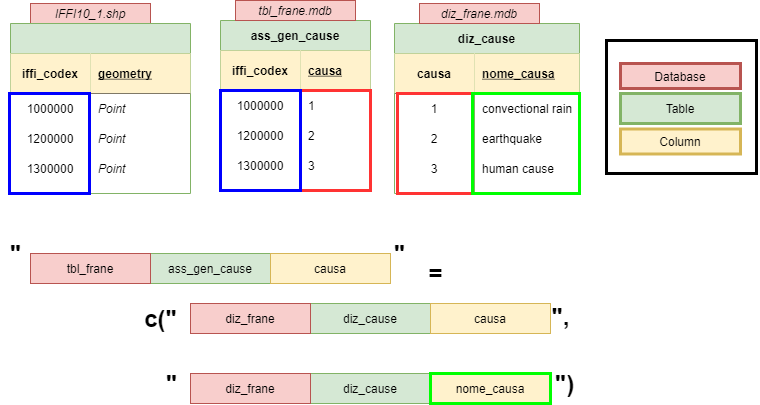 IFFI10_1.shp tbl_frane.mdb diz_frane.mdb
ass_gen_cause diz_cause
iffi_codex geometry iffi_codex causa causa nome_causa
1000000 Point 1000000 1 1 convectional rain
1200000 Point 1200000 2 2 earthquake
1300000 Point 1300000 3 3 human cause
Database
Table
Column
" tbl_frane ass_gen_cause causa " =
c(" diz_frane diz_cause causa ",
" diz_frane diz_cause nome_causa ")